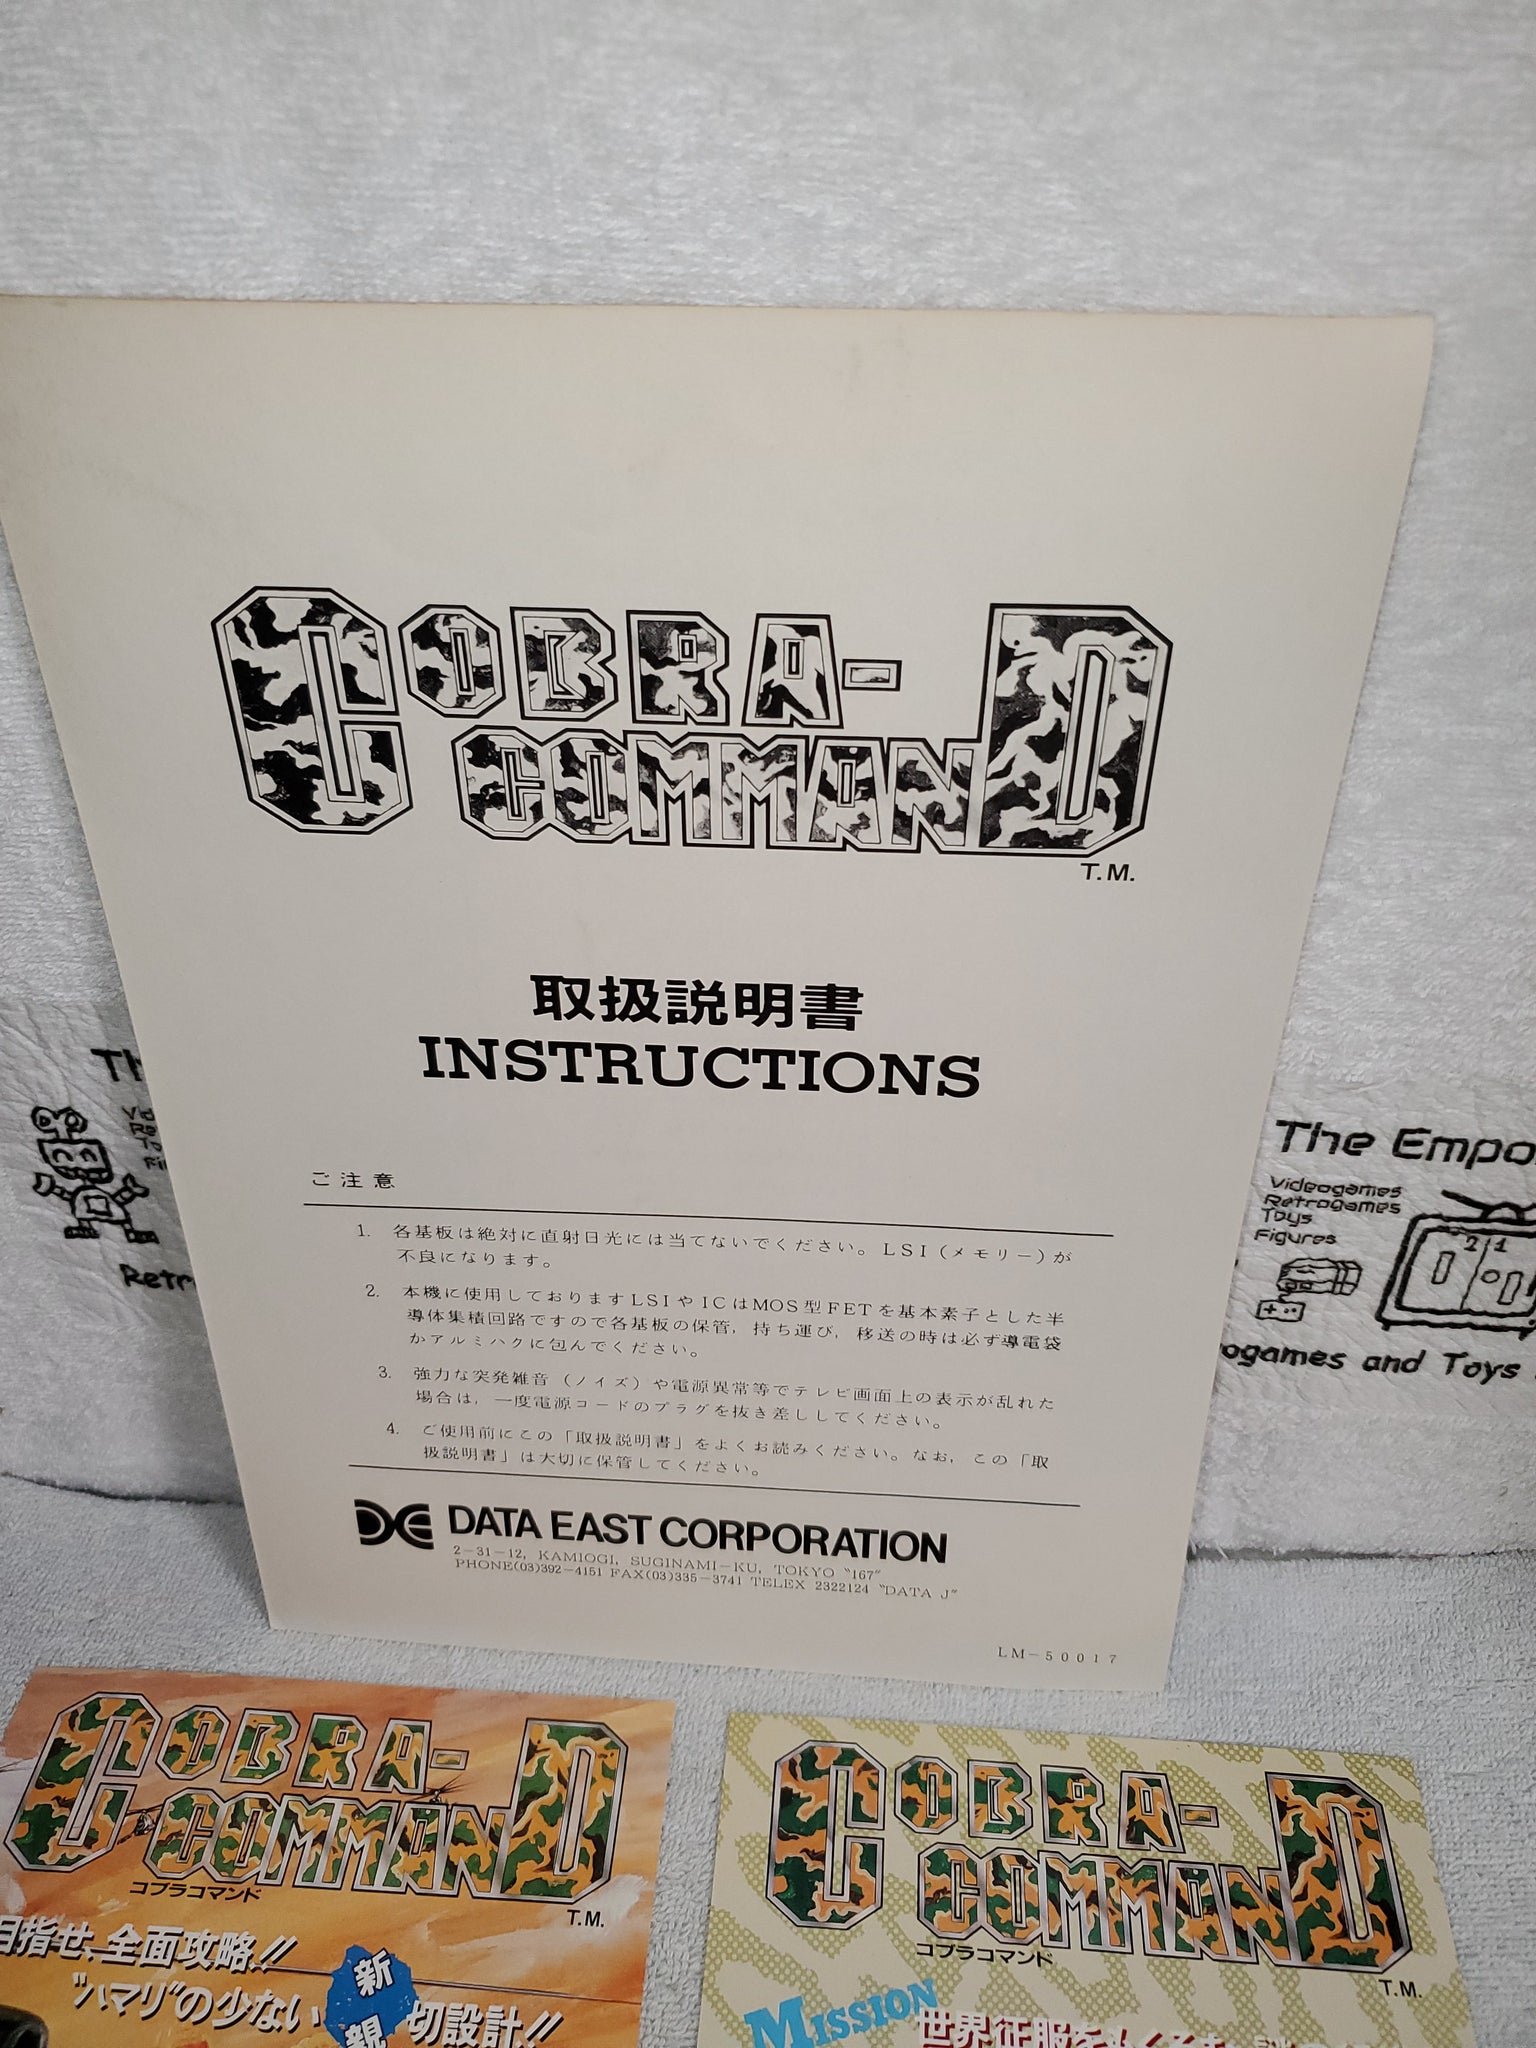 COBRA-
COMMAND
T.M.
取扱説明書
INSTRUCTIONS
ご注意
1. 各基板は絶対に直射日光には当てないでください。LSI(メモリー)が
不良になります。
2. 本機に使用しておりますLSIやICはMOS型FETを基本素子とした半
導体集積回路ですので各基板の保管，持ち運び，移送の時は必ず導電袋
かアルミハクに包んでください。
3. 強力な突発雑音(ノイズ)や電源異常等でテレビ画面上の表示が乱れた
場合は，一度電源コードのプラグを抜き差ししてください。
4. ご使用前にこの「取扱説明書」をよくお読みください。なお，この「取
扱説明書」は大切に保管してください。
DATA EAST CORPORATION
2-31-12, KAMIOGI, SUGINAMI-KU, TOKYO "167"
PHONE(03)392-4151 FAX(03)335-3741 TELEX 2322124 "DATA J"
LM-50017
The Empo
Videogames
Retrogames
Toys
Figures
2 1
ogames and Toys
Retr
COBRA-
COMMAND
コブラコマンド
T.M.
目指せ、全面攻略!!
"ハマリ"の少ない新親切設計!!
COBRA-
COMMAND
コブラコマンド
T.M.
MISSION
世界征服を